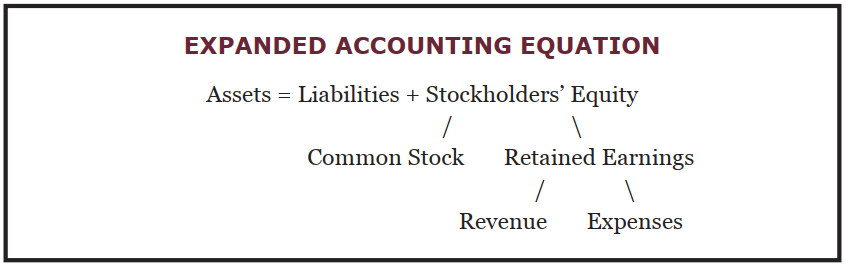 EXPANDED ACCOUNTING EQUATION
Assets = Liabilities + Stockholders’ Equity
/ \
Common Stock Retained Earnings
/ \
Revenue Expenses